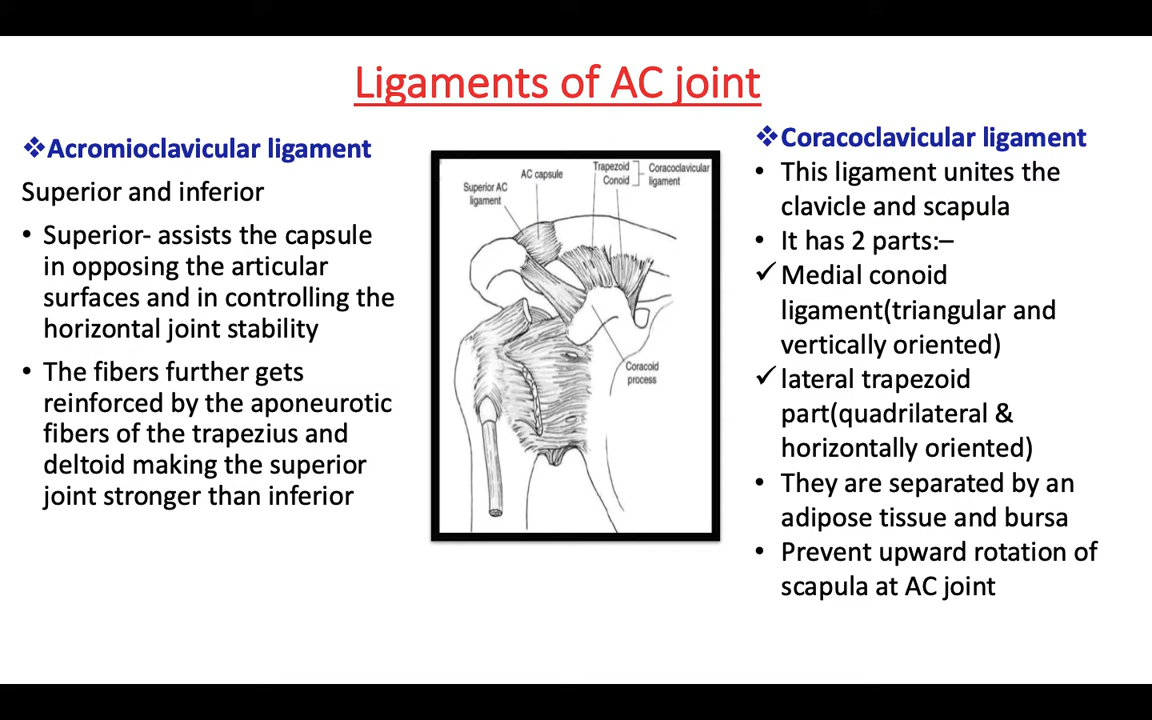 Ligaments of AC joint
❖Acromioclavicular ligament
Superior and inferior
• Superior- assists the capsule
in opposing the articular
surfaces and in controlling the
horizontal joint stability
• The fibers further gets
reinforced by the aponeurotic
fibers of the trapezius and
deltoid making the superior
joint stronger than inferior
Superior AC
ligament
AC capsule
Trapezoid
Conoid
Coracoclavicular
ligament
Coracoid
process
❖Coracoclavicular ligament
• This ligament unites the
clavicle and scapula
• It has 2 parts:–
✓ Medial conoid
ligament(triangular and
vertically oriented)
✓ lateral trapezoid
part(quadrilateral &
horizontally oriented)
• They are separated by an
adipose tissue and bursa
• Prevent upward rotation of
scapula at AC joint